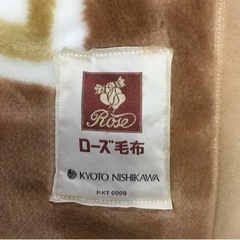 Rose
ローズ毛布
KYOTO NISHIKAWA
P-KT 0009